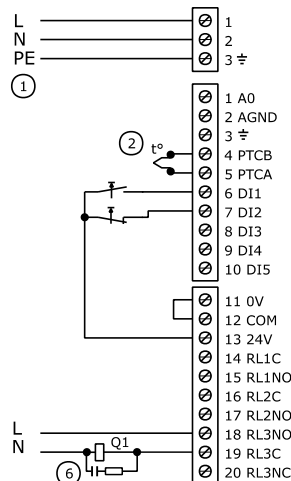 L
1
N
2
PE
3
1
1 A0
2 AGND
3
2
t°
4 PTCB
5 PTCA
6 DI1
7 DI2
8 DI3
9 DI4
10 DI5
11 0V
12 COM
13 24V
14 RL1C
15 RL1NO
16 RL2C
17 RL2NO
L
18 RL3NO
N
Q1
19 RL3C
6
20 RL3NC